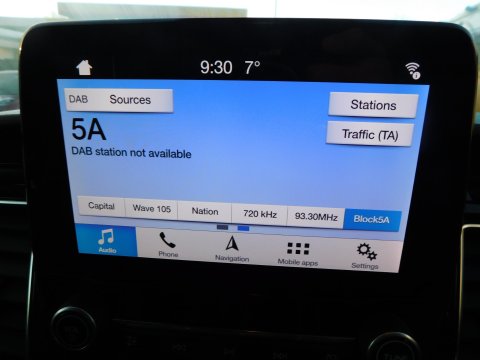 9:30 7°
DAB Sources
Stations
5A
Traffic (TA)
DAB station not available
Capital Wave 105 Nation 720 kHz 93.30MHz Block5A
Audio Phone Navigation Mobile apps Settings